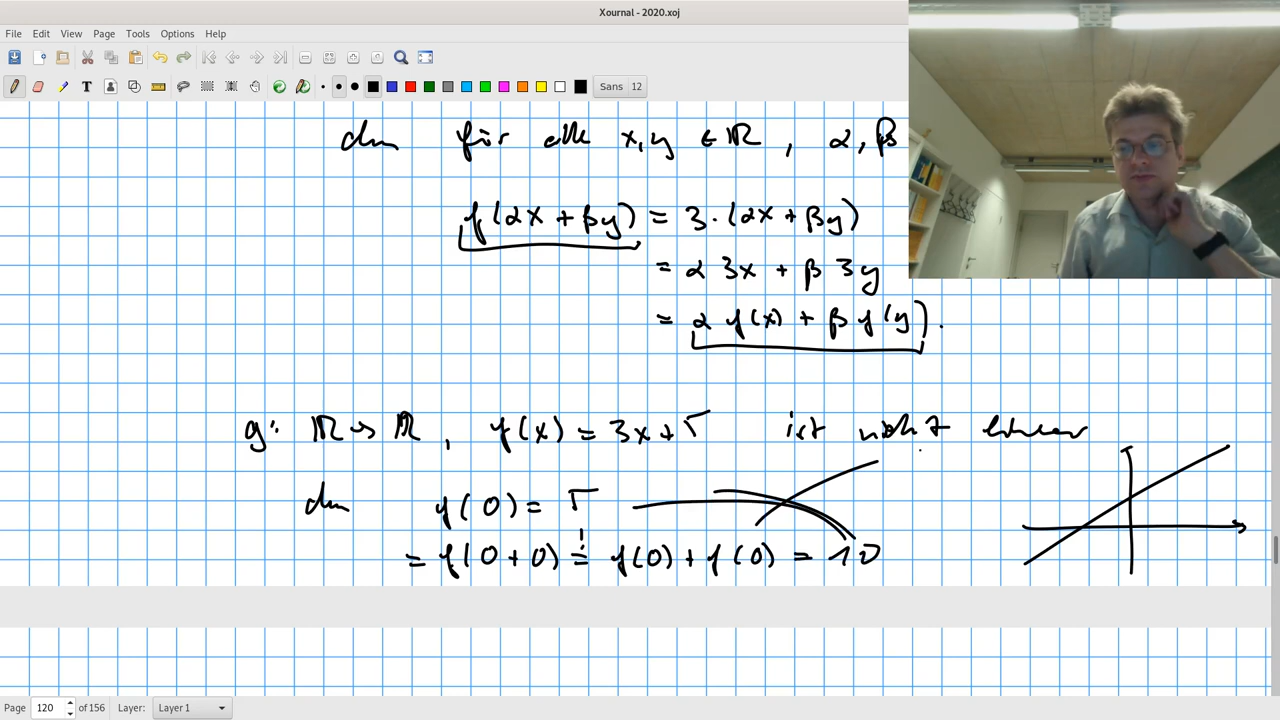 Xournal - 2020.xoj
File Edit View Page Tools Options Help
T Sans 12
für alle x,y ∈ ℝ , α, β
f(αx + βy) = 3·(αx + βy)
= α 3x + β 3y
= α f(x) + β f(y).
g: ℝ → ℝ , f(x) = 3x+5 ist nicht linear
f(0) = 5
= f(0+0) = f(0) + f(0) = 10
Page 120 of 156 Layer: Layer 1